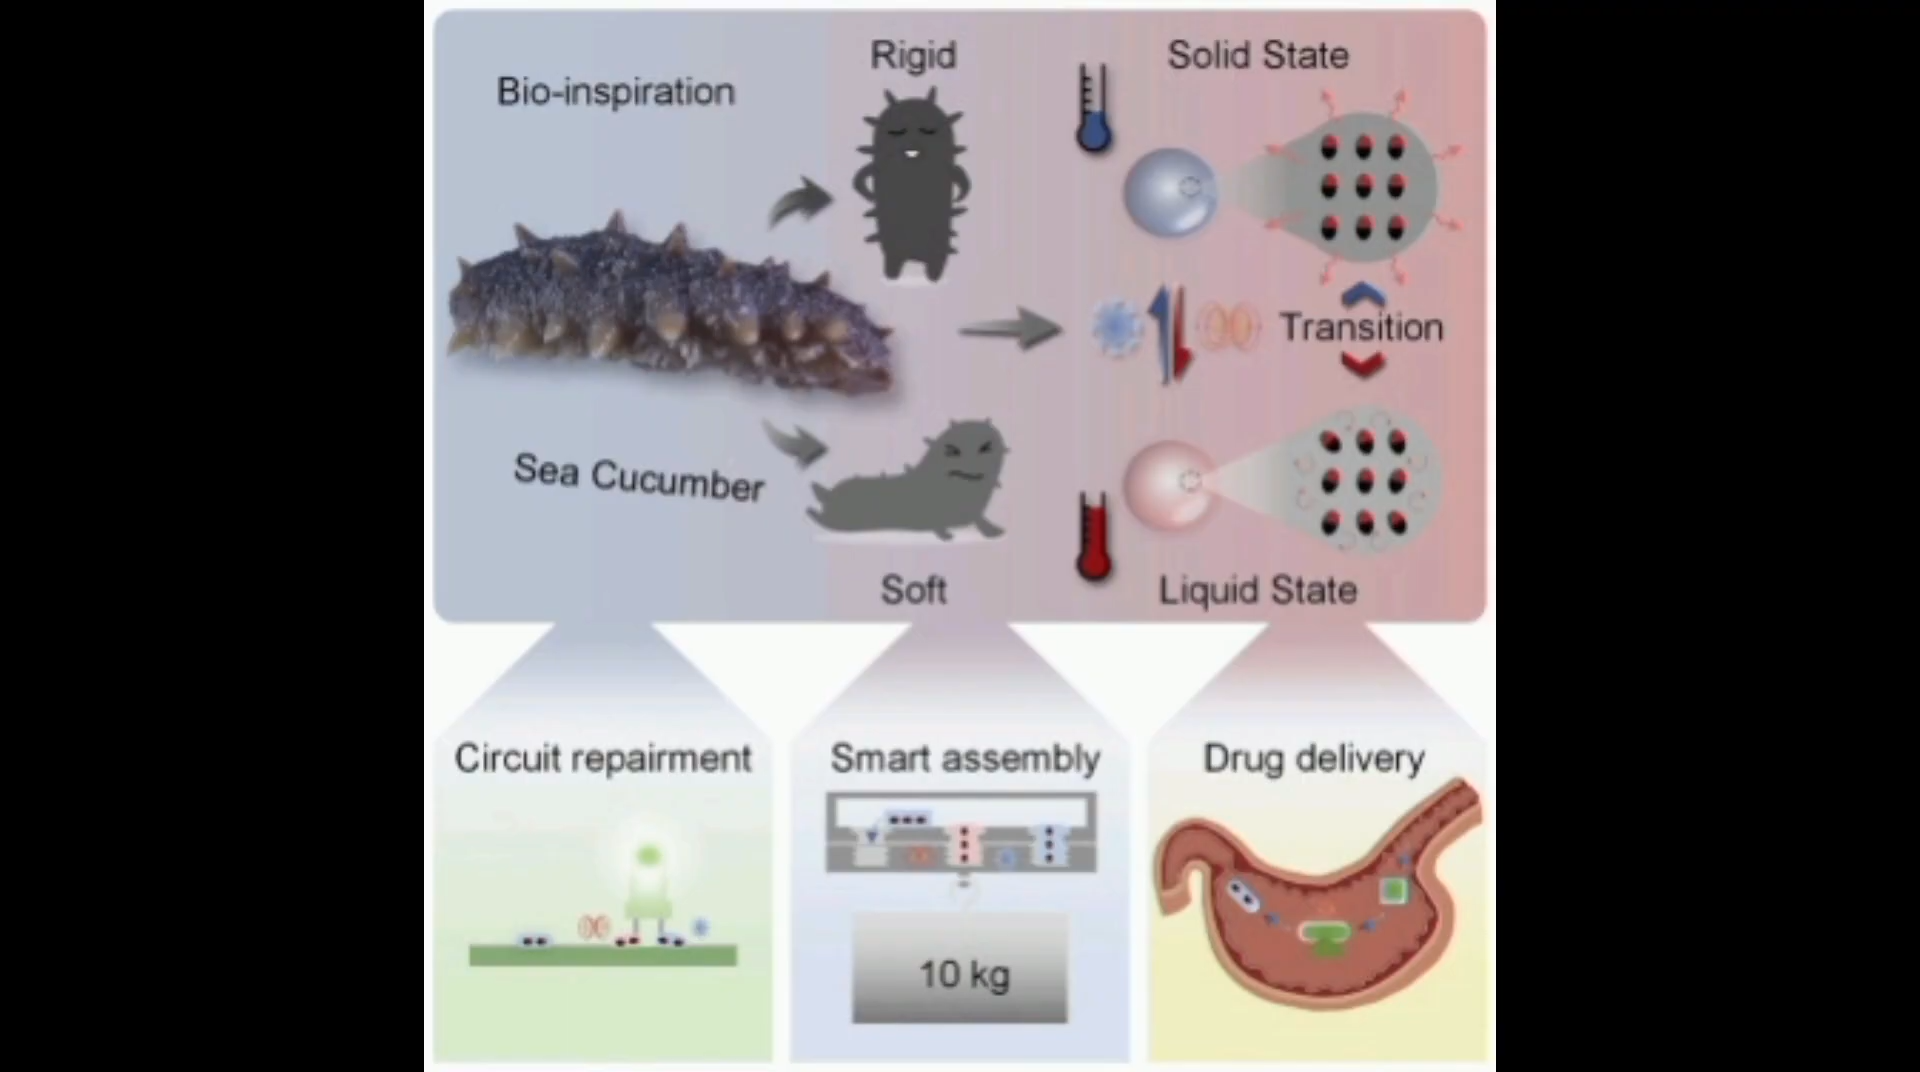 Bio-inspiration
Rigid
Solid State
Transition
Sea Cucumber
Soft
Liquid State
Circuit repairment
Smart assembly
Drug delivery
10 kg